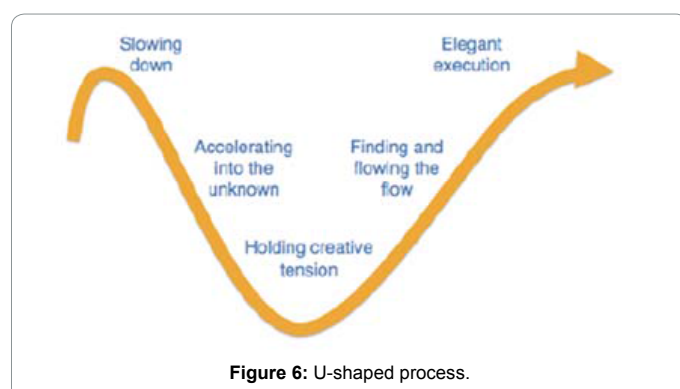 Slowing
down
Accelerating
into the
unknown
Holding creative
tension
Finding and
flowing the
flow
Elegant
execution
Figure 6: U-shaped process.